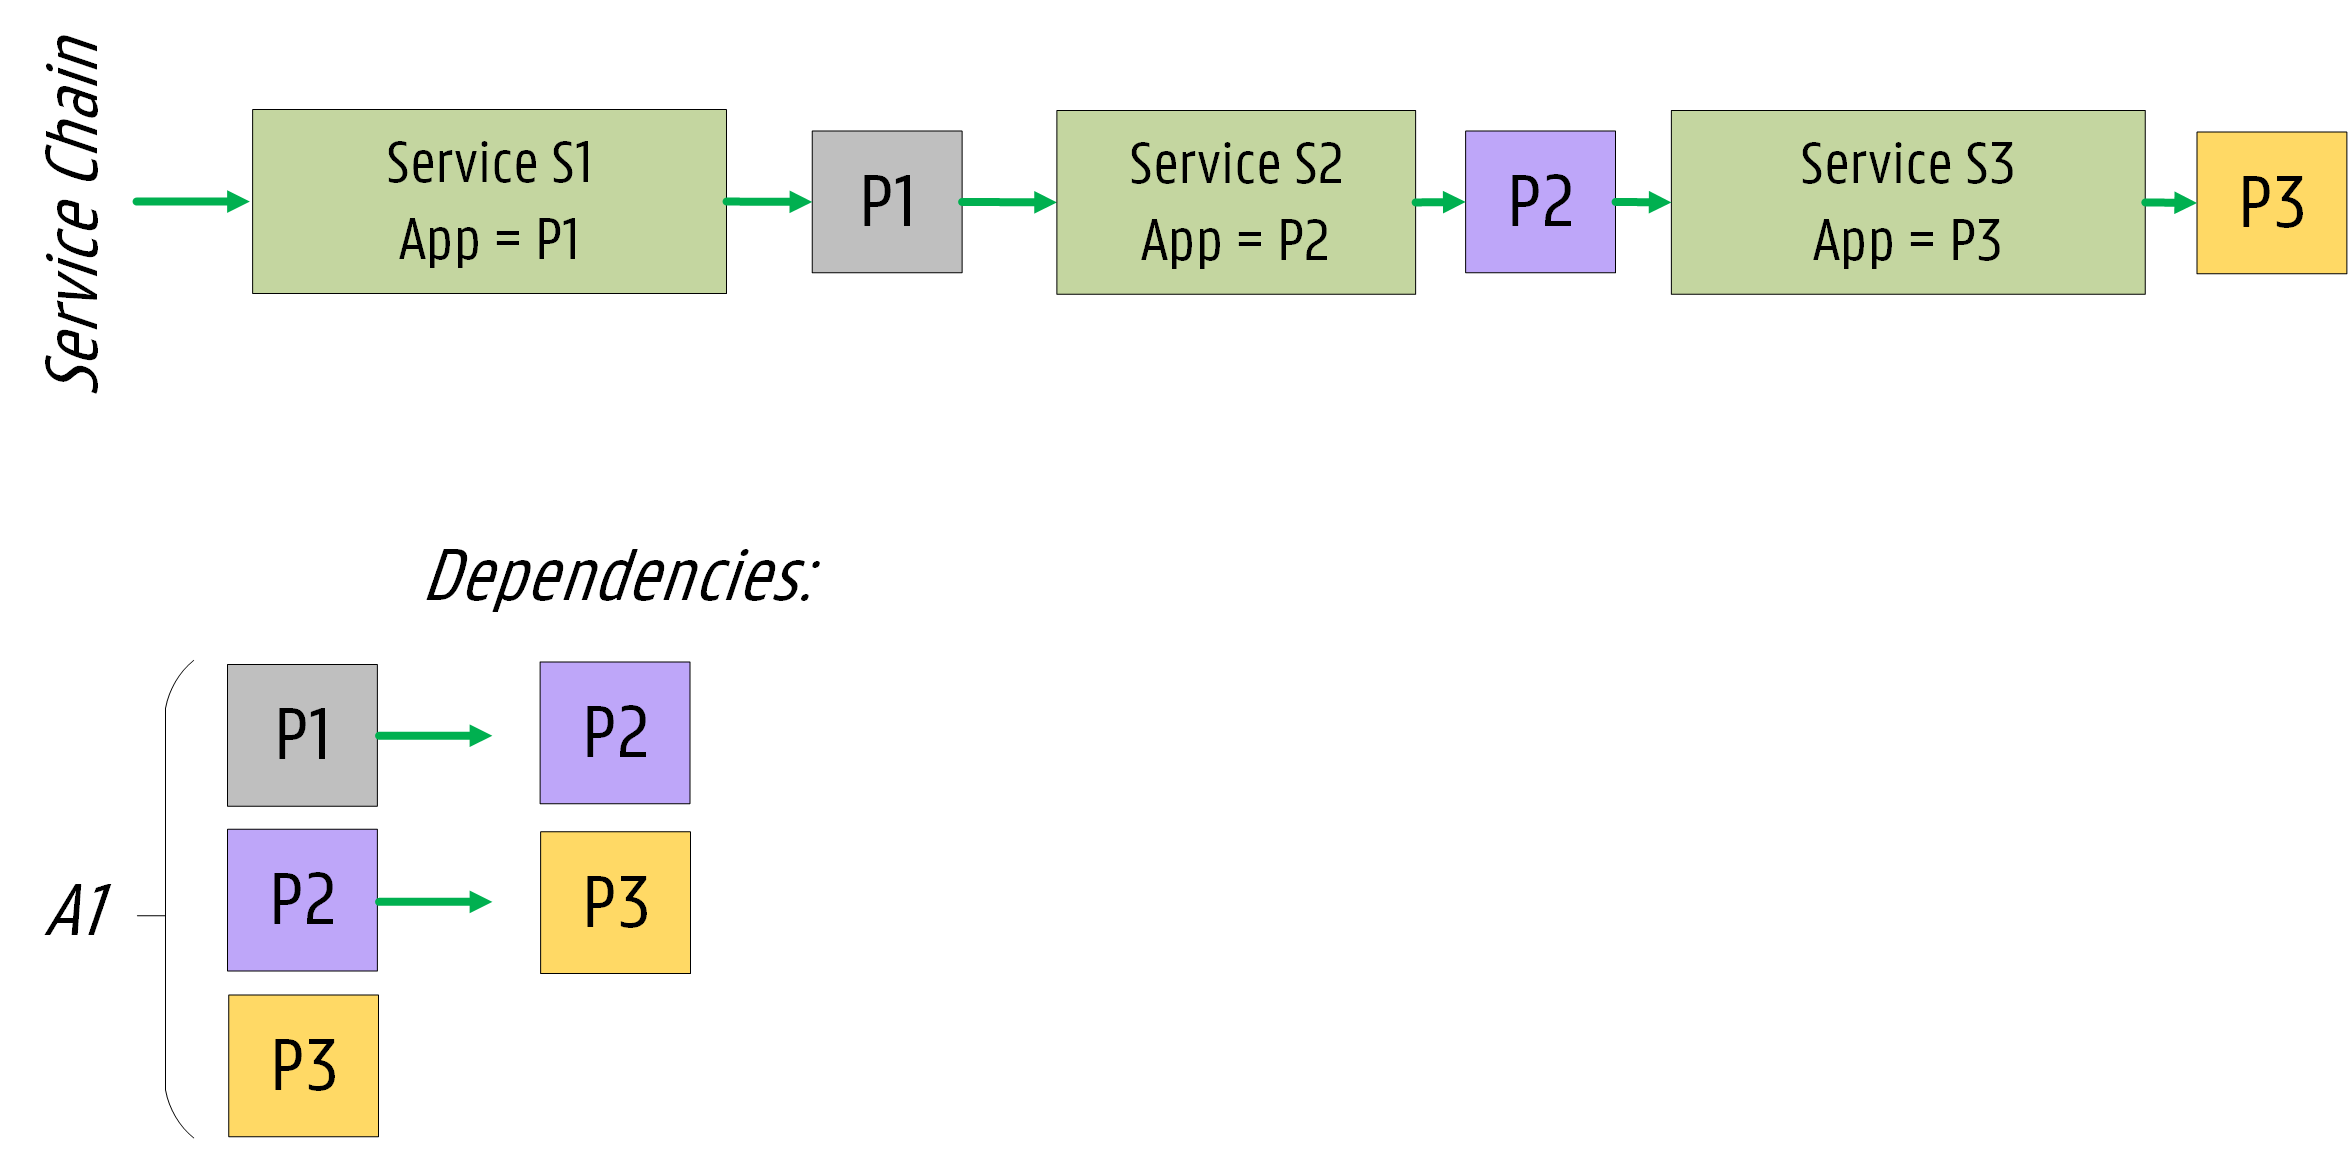 Service Chain
Service S1
App = P1
P1
Service S2
App = P2
P2
Service S3
App = P3
P3
Dependencies:
A1
P1
P2
P2
P3
P3